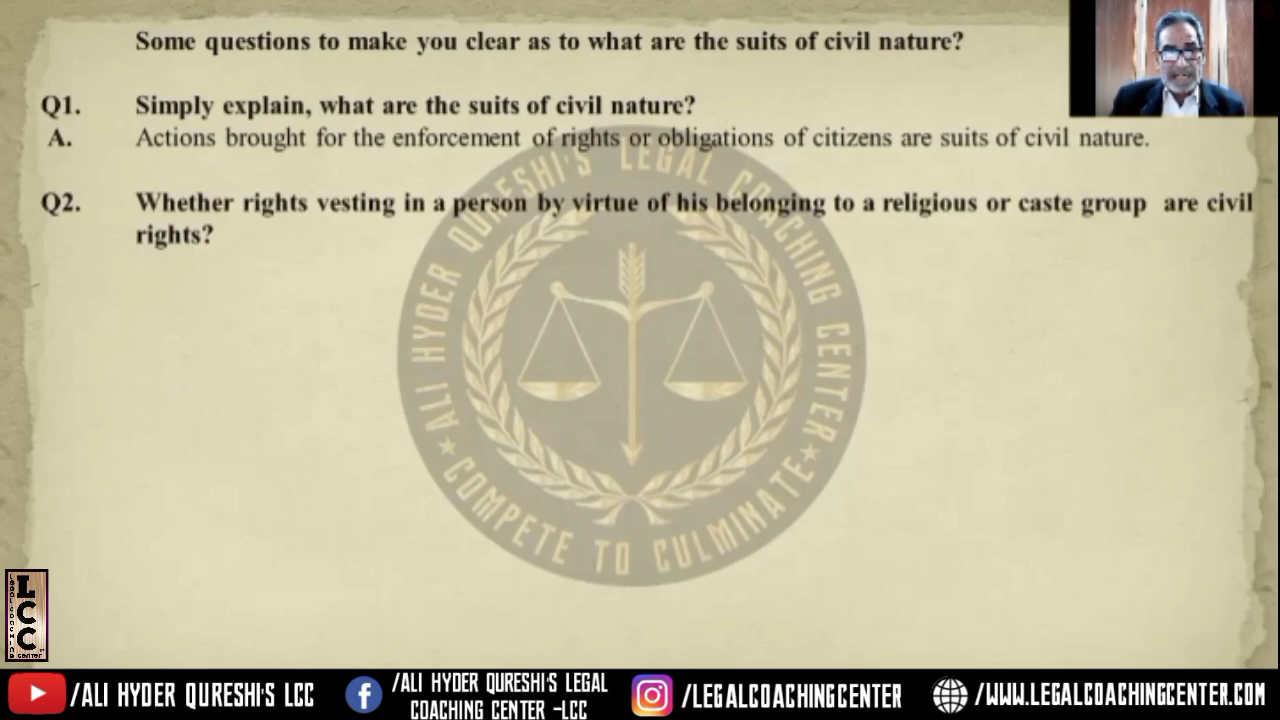 Some questions to make you clear as to what are the suits of civil nature?
Q1. Simply explain, what are the suits of civil nature?
A. Actions brought for the enforcement of rights or obligations of citizens are suits of civil nature.
Q2. Whether rights vesting in a person by virtue of his belonging to a religious or caste group are civil
rights?
ALI HYDER QURESHI'S LEGAL COACHING CENTER
★ COMPETE TO CULMINATE ★
LCC
LEGAL COACHING
CENTER
/ALI HYDER QURESHI'S LCC
/ALI HYDER QURESHI'S LEGAL
COACHING CENTER -LCC
/LEGALCOACHINGCENTER
/WWW.LEGALCOACHINGCENTER.COM